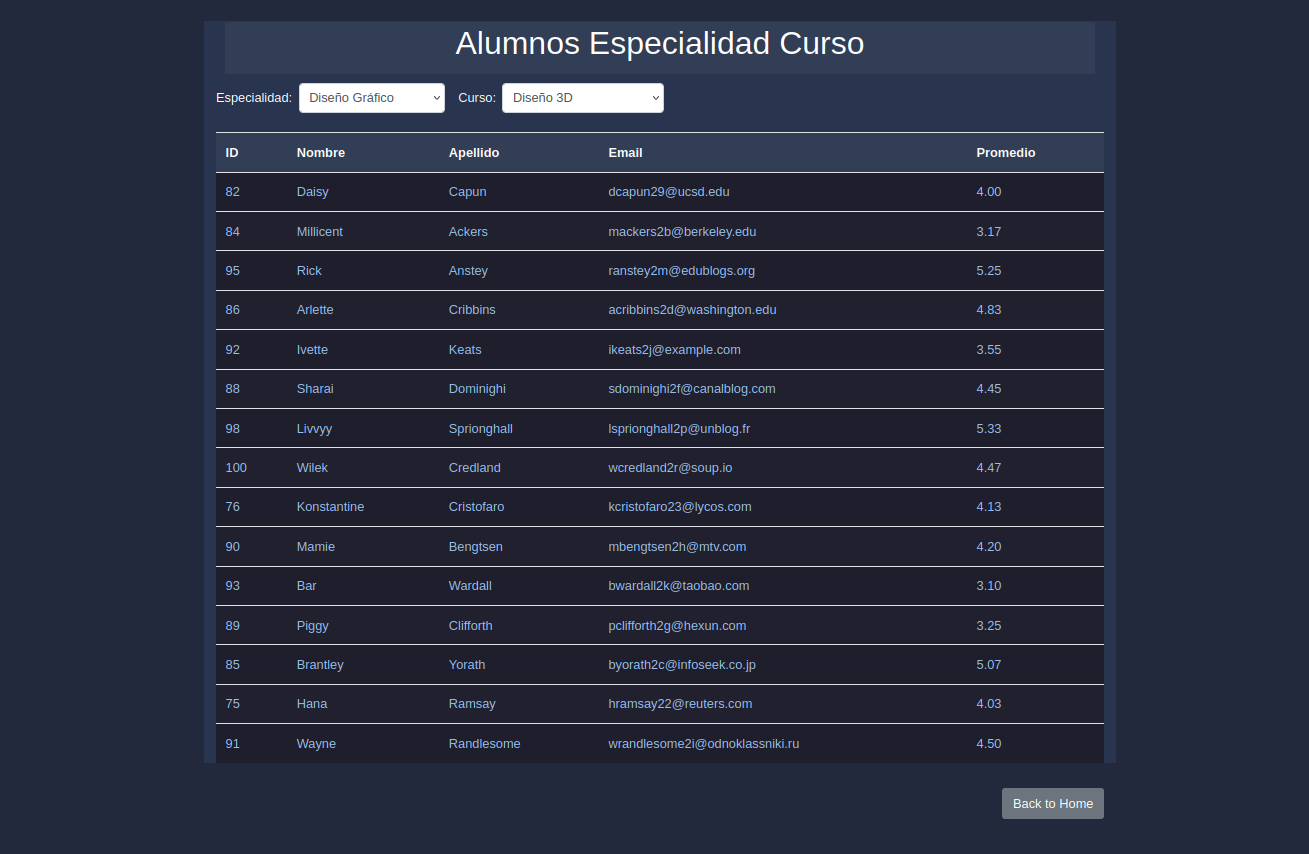 Alumnos Especialidad Curso
Especialidad: Diseño Gráfico Curso: Diseño 3D
ID Nombre Apellido Email Promedio
82 Daisy Capun dcapun29@ucsd.edu 4.00
84 Millicent Ackers mackers2b@berkeley.edu 3.17
95 Rick Anstey ranstey2m@edublogs.org 5.25
86 Arlette Cribbins acribbins2d@washington.edu 4.83
92 Ivette Keats ikeats2j@example.com 3.55
88 Sharai Dominighi sdominighi2f@canalblog.com 4.45
98 Livvyy Sprionghall lsprionghall2p@unblog.fr 5.33
100 Wilek Credland wcredland2r@soup.io 4.47
76 Konstantine Cristofaro kcristofaro23@lycos.com 4.13
90 Mamie Bengtsen mbengtsen2h@mtv.com 4.20
93 Bar Wardall bwardall2k@taobao.com 3.10
89 Piggy Clifforth pclifforth2g@hexun.com 3.25
85 Brantley Yorath byorath2c@infoseek.co.jp 5.07
75 Hana Ramsay hramsay22@reuters.com 4.03
91 Wayne Randlesome wrandlesome2i@odnoklassniki.ru 4.50
Back to Home